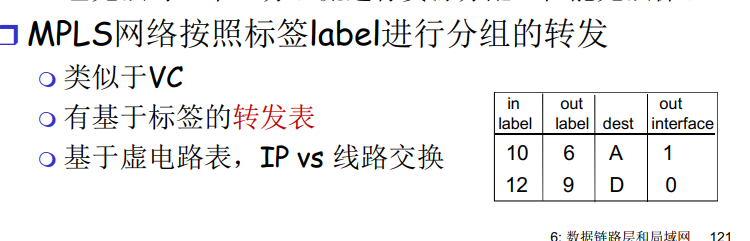 MPLS网络按照标签label进行分组的转发
类似于VC
有基于标签的转发表
基于虚电路表，IP vs 线路交换
in label out label dest out interface
10 6 A 1
12 9 D 0
6: 数据链路层和局域网 121